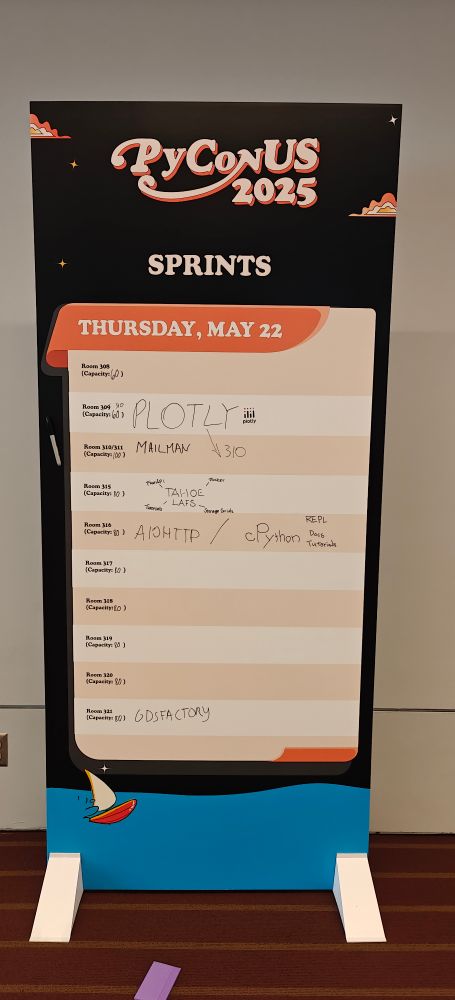 PyConUS
2025
SPRINTS
THURSDAY, MAY 22
Room 308
(Capacity: 60)
Room 309
(Capacity: 60)
PLOTLY
plotly
Room 310/311
(Capacity: 100)
MAILMAN
310
Room 315
(Capacity: 80)
Docker
TAHOE
LAFS
Tutorials
Storage Grids
Room 316
(Capacity: 80)
AIOHTTP / cPython
REPL
Docs
Tutorials
Room 317
(Capacity: 80)
Room 318
(Capacity: 80)
Room 319
(Capacity: 80)
Room 320
(Capacity: 80)
Room 321
(Capacity: 80)
GDSFACTORY